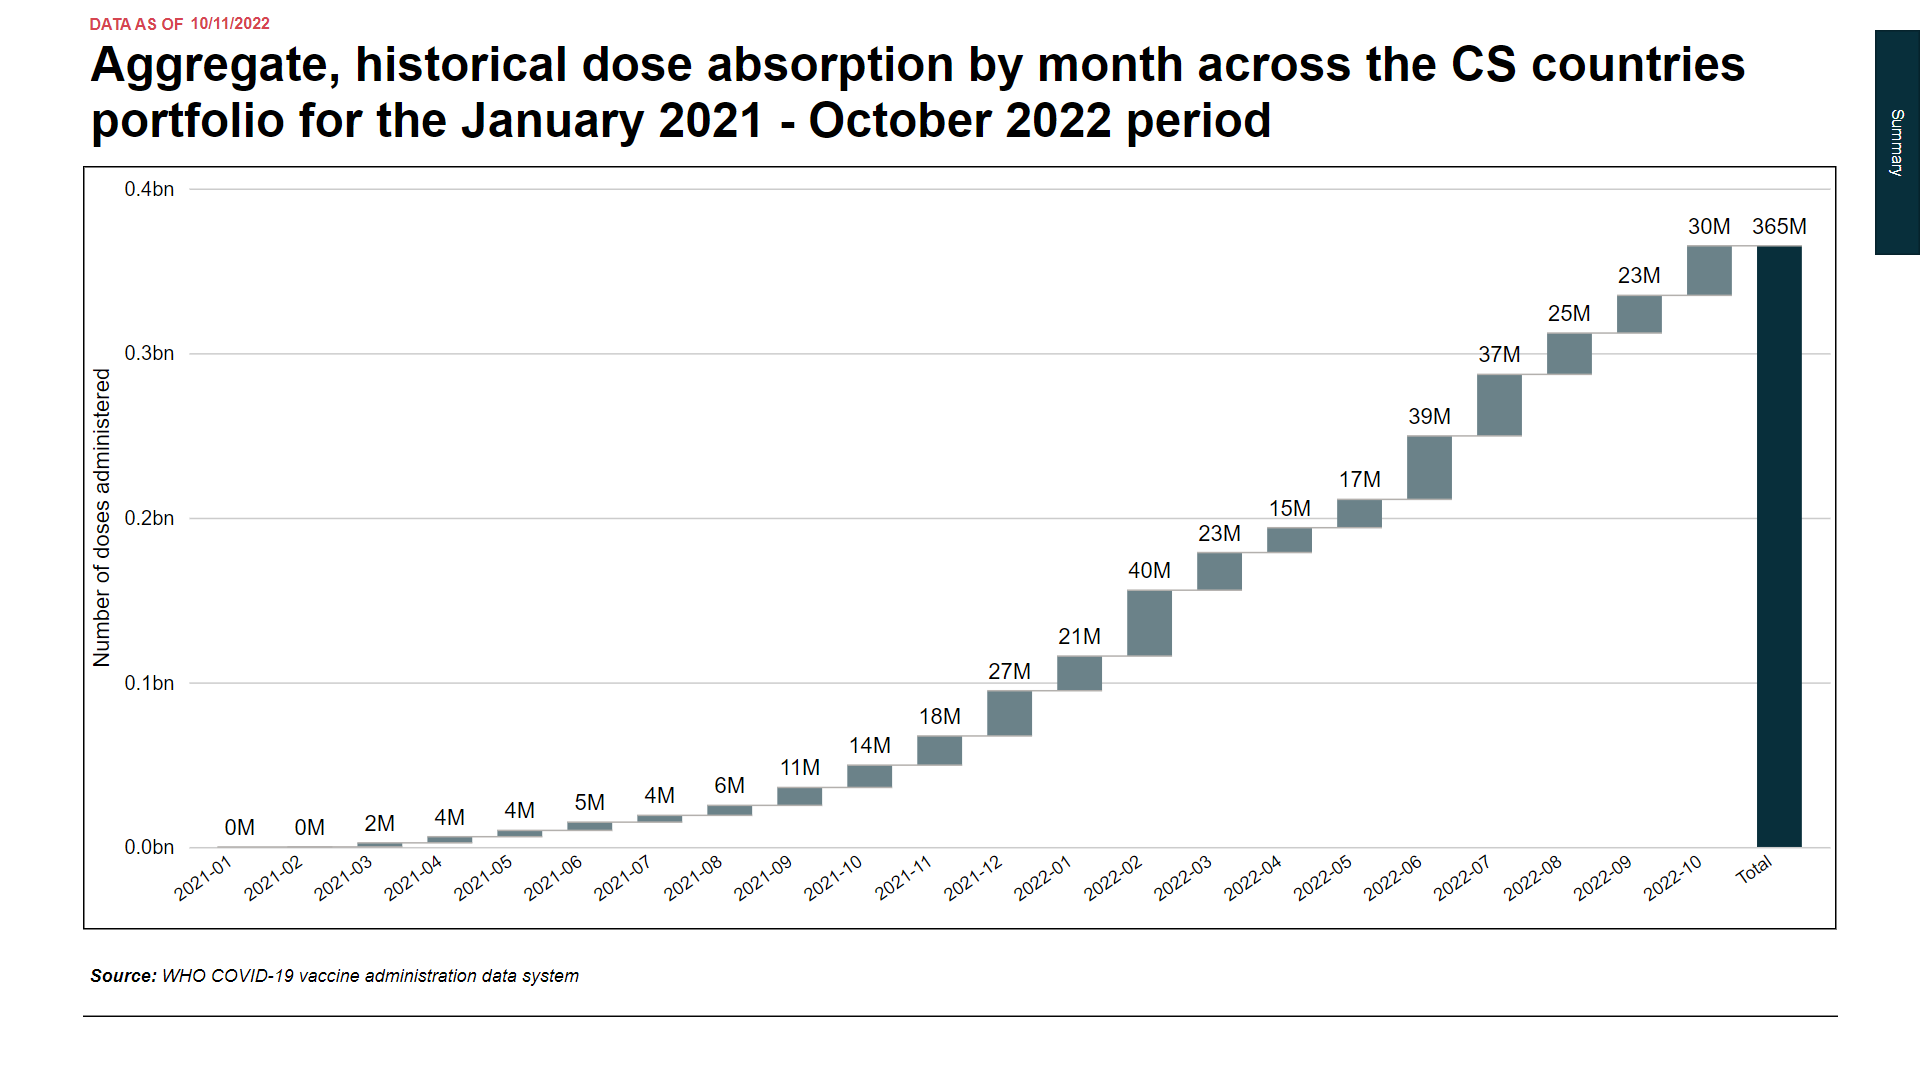 DATA AS OF 10/11/2022
Aggregate, historical dose absorption by month across the CS countries
portfolio for the January 2021 - October 2022 period
Summary
Number of doses administered
0.4bn
0.3bn
0.2bn
0.1bn
0.0bn
0M
0M
2M
4M
4M
5M
4M
6M
11M
14M
18M
27M
21M
40M
23M
15M
17M
39M
37M
25M
23M
30M
365M
2021-01
2021-02
2021-03
2021-04
2021-05
2021-06
2021-07
2021-08
2021-09
2021-10
2021-11
2021-12
2022-01
2022-02
2022-03
2022-04
2022-05
2022-06
2022-07
2022-08
2022-09
2022-10
Total
Source: WHO COVID-19 vaccine administration data system